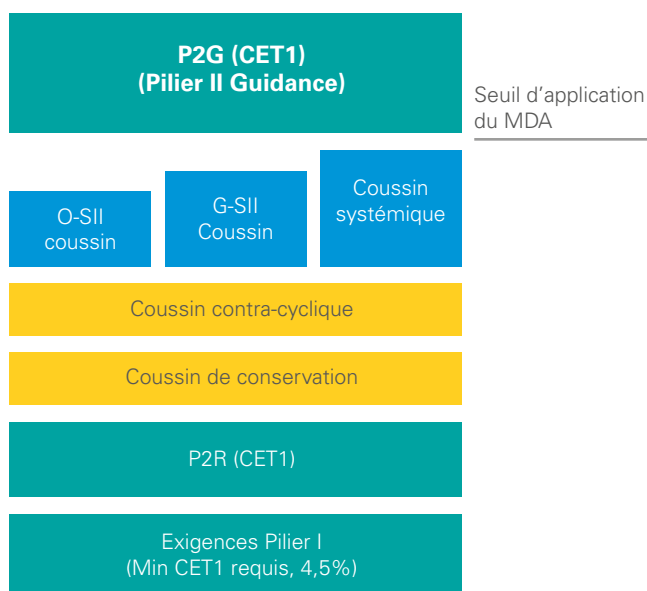 P2G (CET1)
(Pilier II Guidance)
Seuil d’application
du MDA
O-SII
coussin
G-SII
Coussin
Coussin
systémique
Coussin contra-cyclique
Coussin de conservation
P2R (CET1)
Exigences Pilier I
(Min CET1 requis, 4,5%)